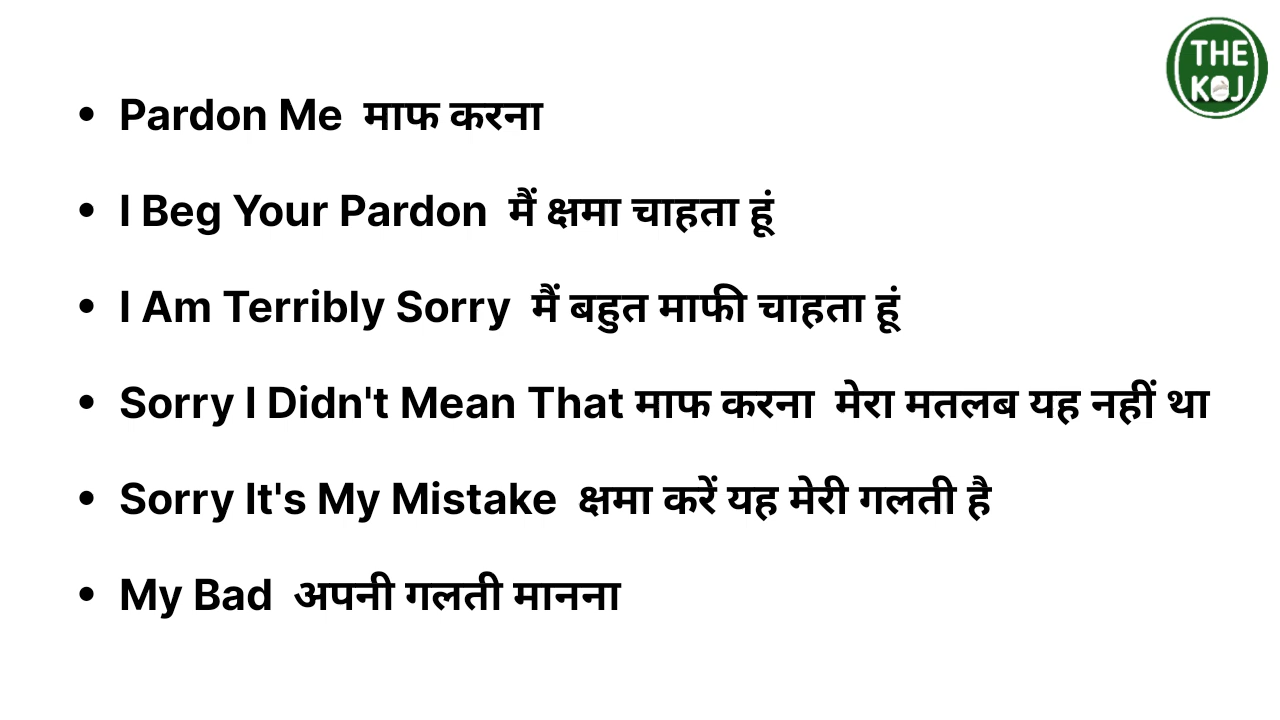 THE
KOJ
• Pardon Me माफ करना
• I Beg Your Pardon मैं क्षमा चाहता हूं
• I Am Terribly Sorry मैं बहुत माफी चाहता हूं
• Sorry I Didn't Mean That माफ करना मेरा मतलब यह नहीं था
• Sorry It's My Mistake क्षमा करें यह मेरी गलती है
• My Bad अपनी गलती मानना